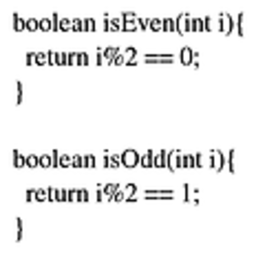 boolean isEven(int i){
return i%2 == 0;
}
boolean isOdd(int i){
return i%2 == 1;
}